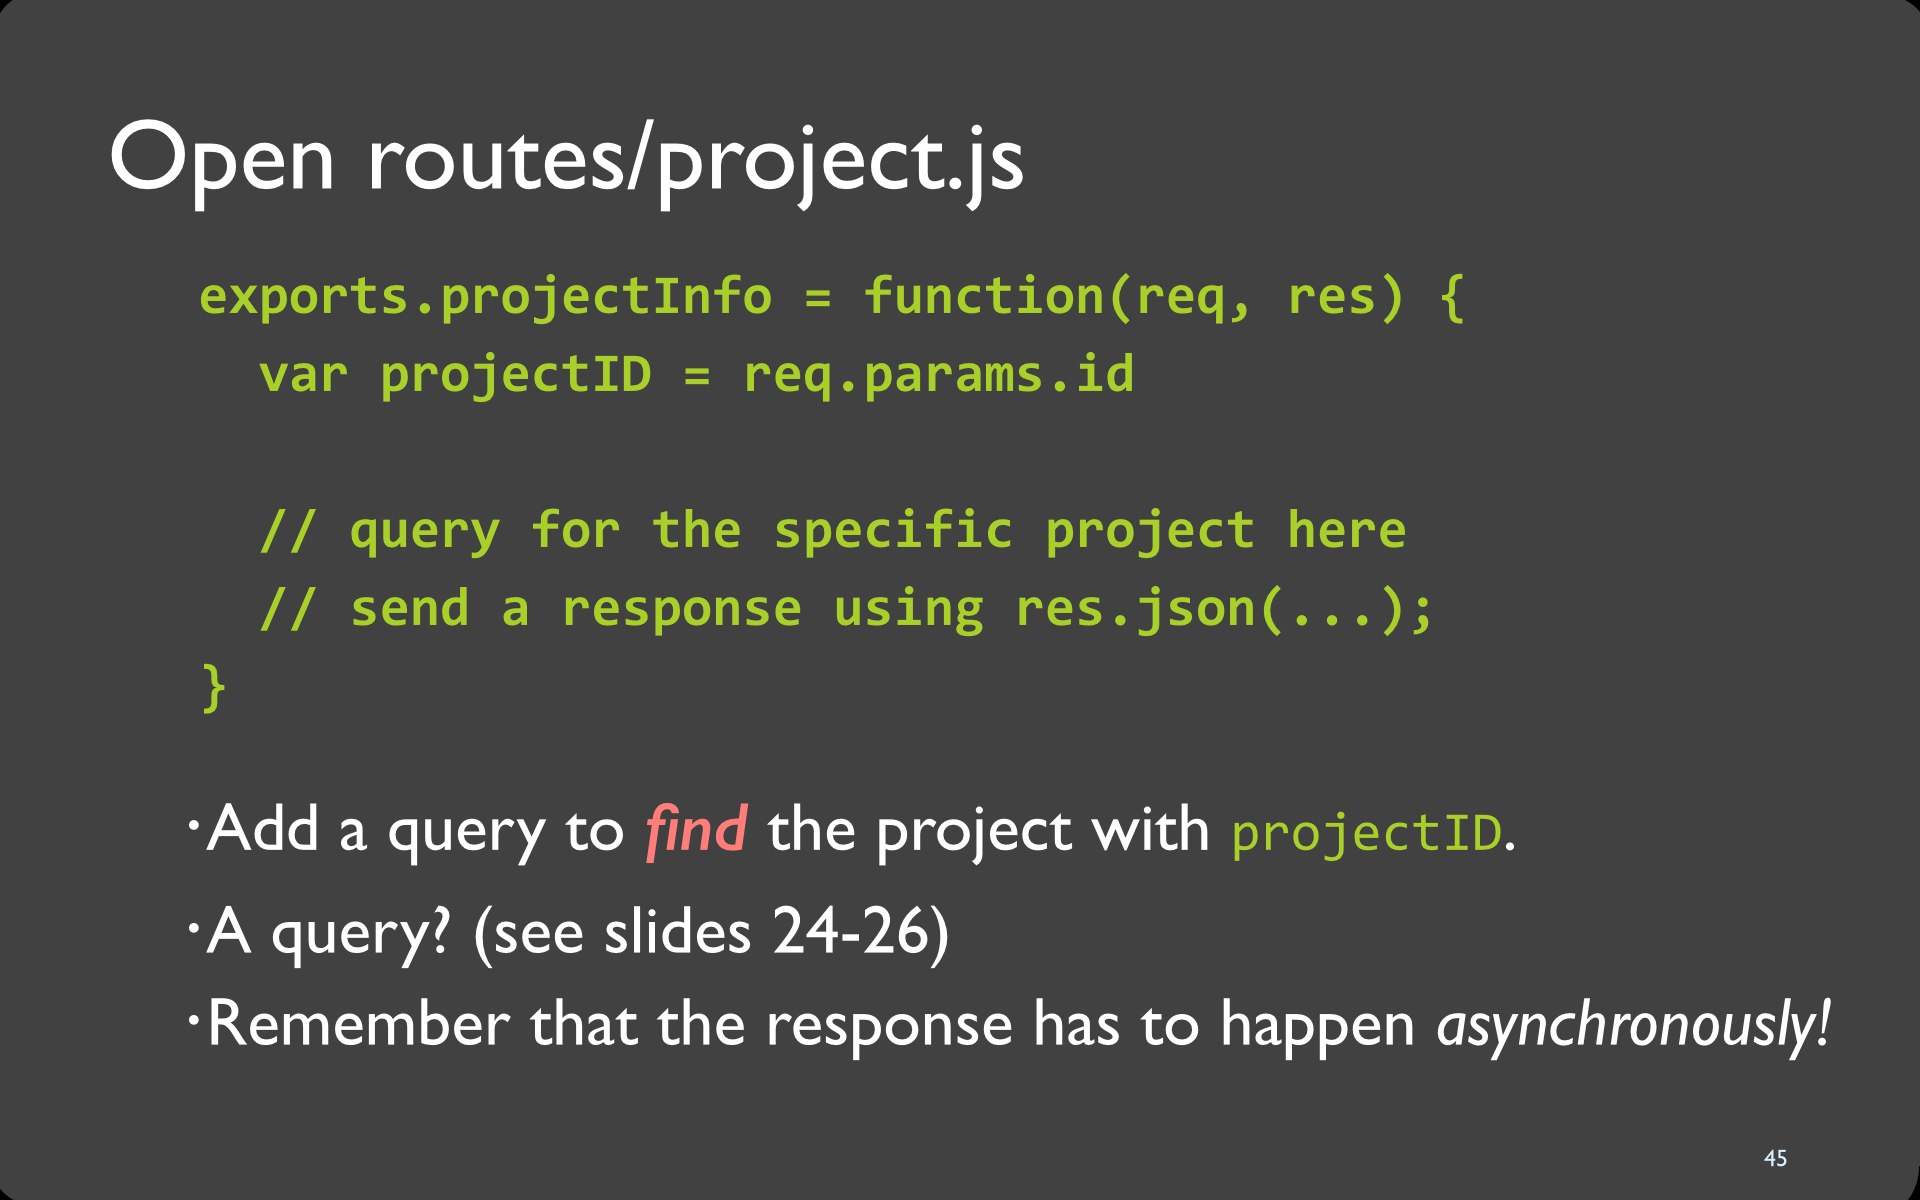 Open routes/project.js
exports.projectInfo = function(req, res) {
  var projectID = req.params.id
  // query for the specific project here
  // send a response using res.json(...);
}
·Add a query to find the project with projectID.
·A query? (see slides 24-26)
·Remember that the response has to happen asynchronously!
45